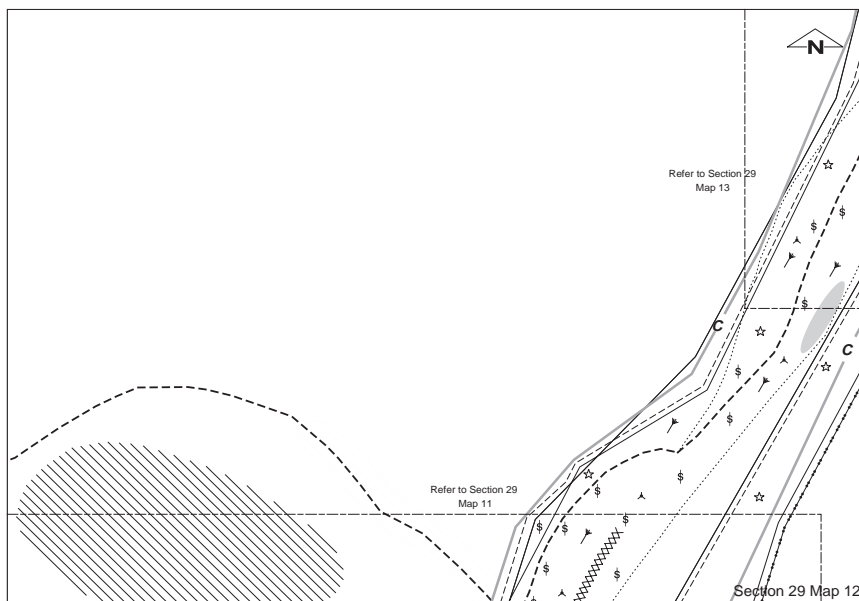 N
Refer to Section 29
Map 13
C
C
Refer to Section 29
Map 11
Section 29 Map 12